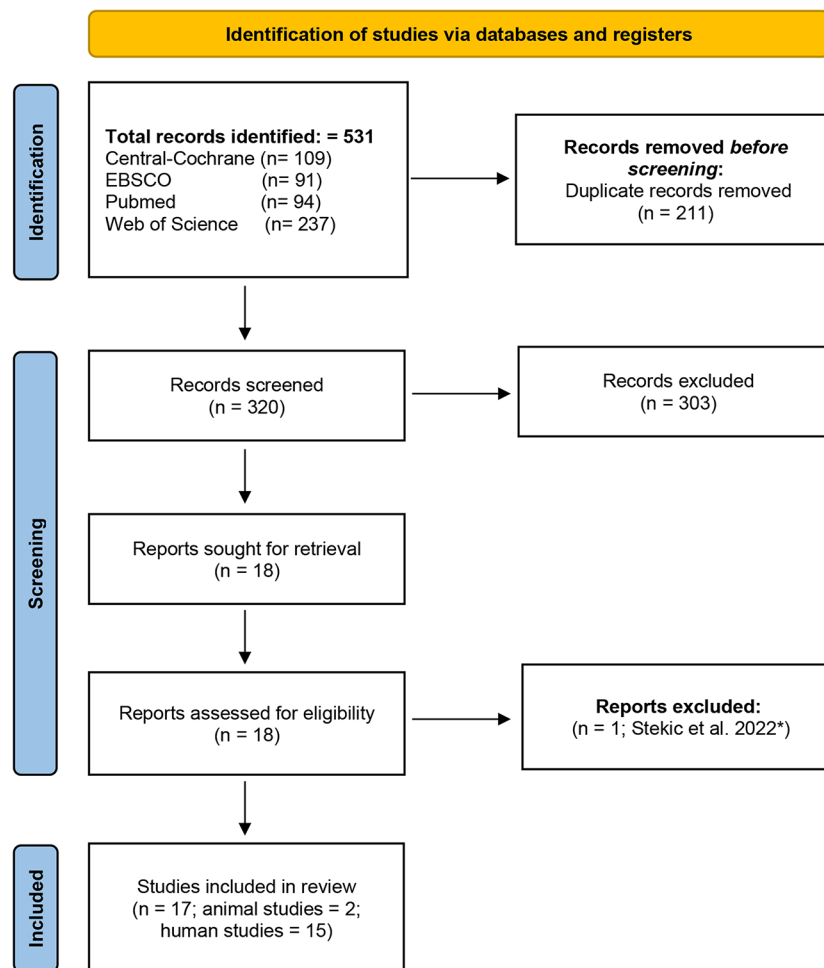 Identification of studies via databases and registers
Identification
Total records identified: = 531
Central-Cochrane (n= 109)
EBSCO (n= 91)
Pubmed (n= 94)
Web of Science (n= 237)
Records removed before
screening:
Duplicate records removed
(n = 211)
Screening
Records screened
(n = 320)
Records excluded
(n = 303)
Reports sought for retrieval
(n = 18)
Reports assessed for eligibility
(n = 18)
Reports excluded:
(n = 1; Stekic et al. 2022*)
Included
Studies included in review
(n = 17; animal studies = 2;
human studies = 15)